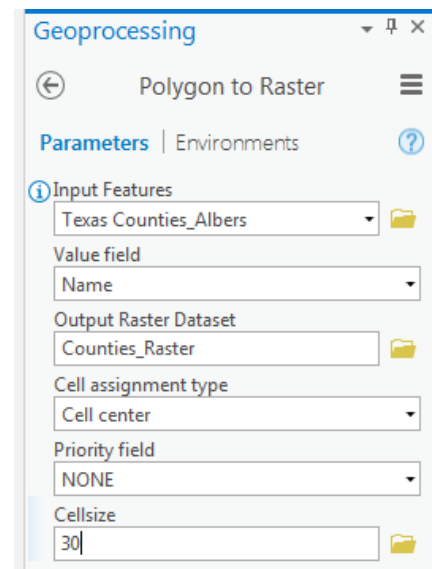 Geoprocessing
Polygon to Raster
Parameters | Environments
Input Features
Texas Counties_Albers
Value field
Name
Output Raster Dataset
Counties_Raster
Cell assignment type
Cell center
Priority field
NONE
Cellsize
30